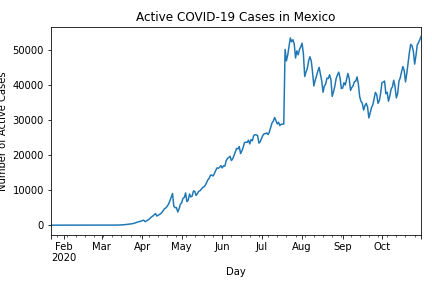 Active COVID-19 Cases in Mexico
Number of Active Cases
50000
40000
30000
20000
10000
0
Feb Mar Apr May Jun Jul Aug Sep Oct
2020
Day